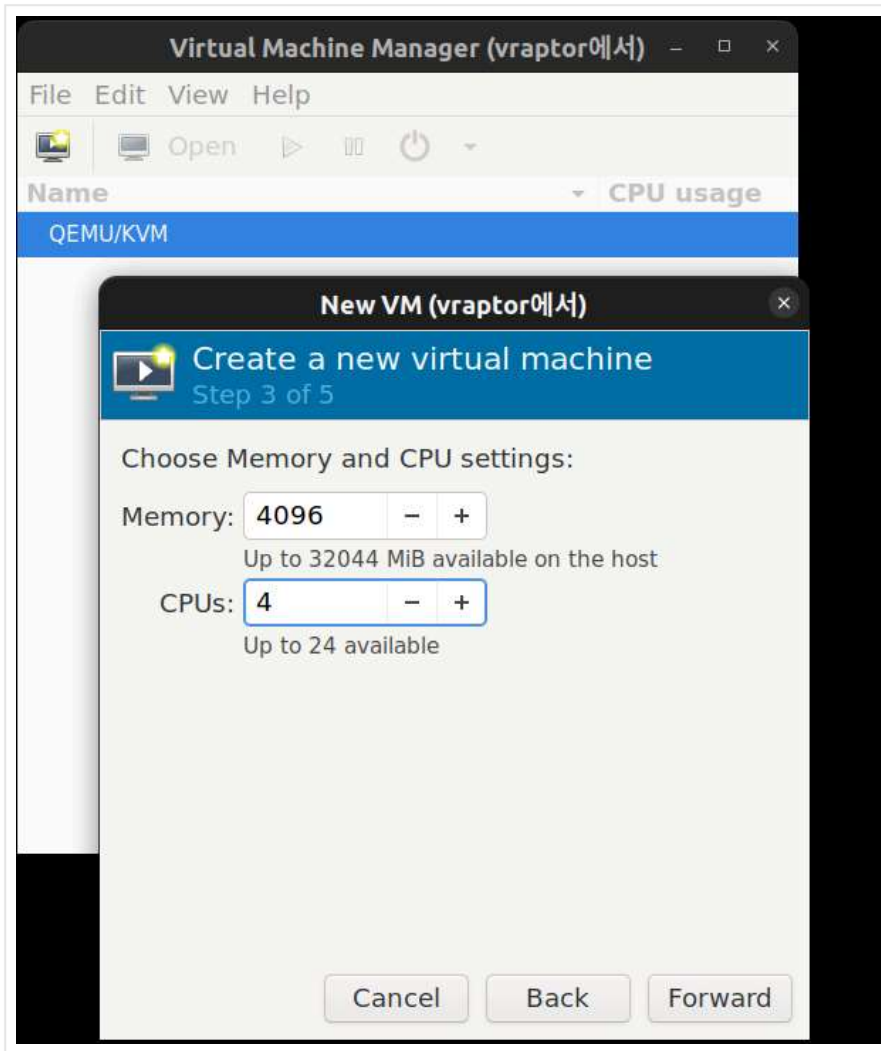 Virtual Machine Manager (vraptor에서)
File Edit View Help
Open
Name CPU usage
QEMU/KVM
New VM (vraptor에서)
Create a new virtual machine
Step 3 of 5
Choose Memory and CPU settings:
Memory: 4096 − +
Up to 32044 MiB available on the host
CPUs: 4 − +
Up to 24 available
Cancel Back Forward